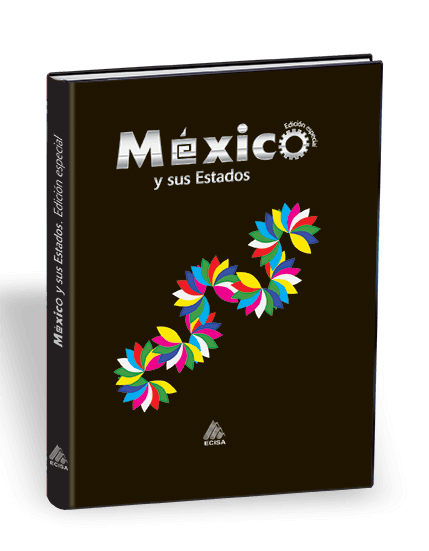 México
Edición especial
y sus Estados
México y sus Estados. Edición especial
ECISA
ECISA